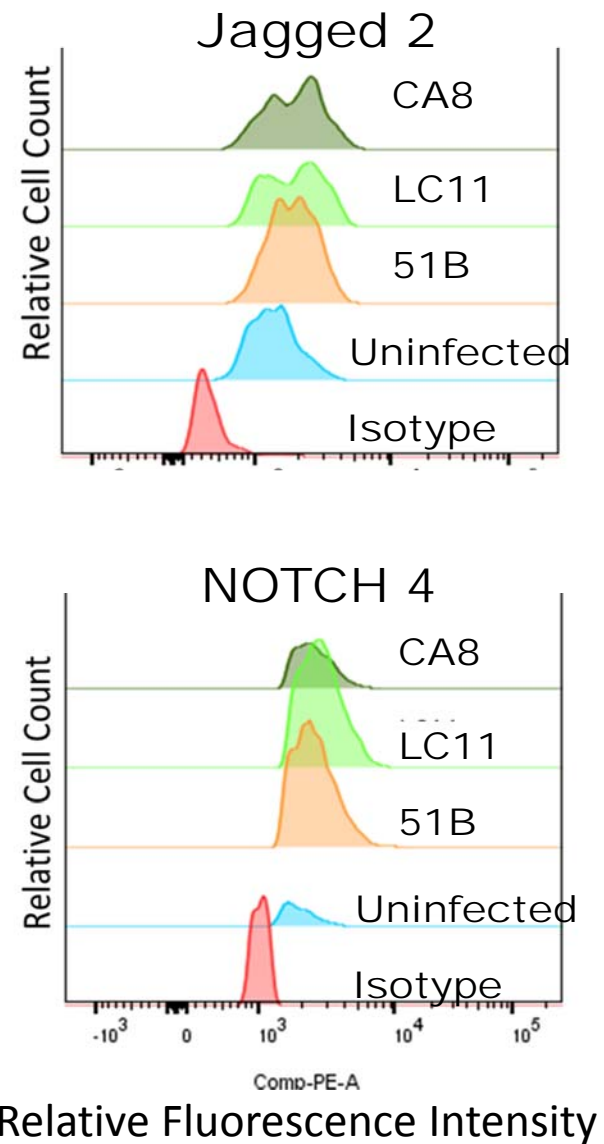 Jagged 2
Relative Cell Count
CA8
LC11
51B
Uninfected
Isotype
NOTCH 4
Relative Cell Count
CA8
LC11
51B
Uninfected
Isotype
-10³ 0 10³ 10⁴ 10⁵
Comp-PE-A
Relative Fluorescence Intensity